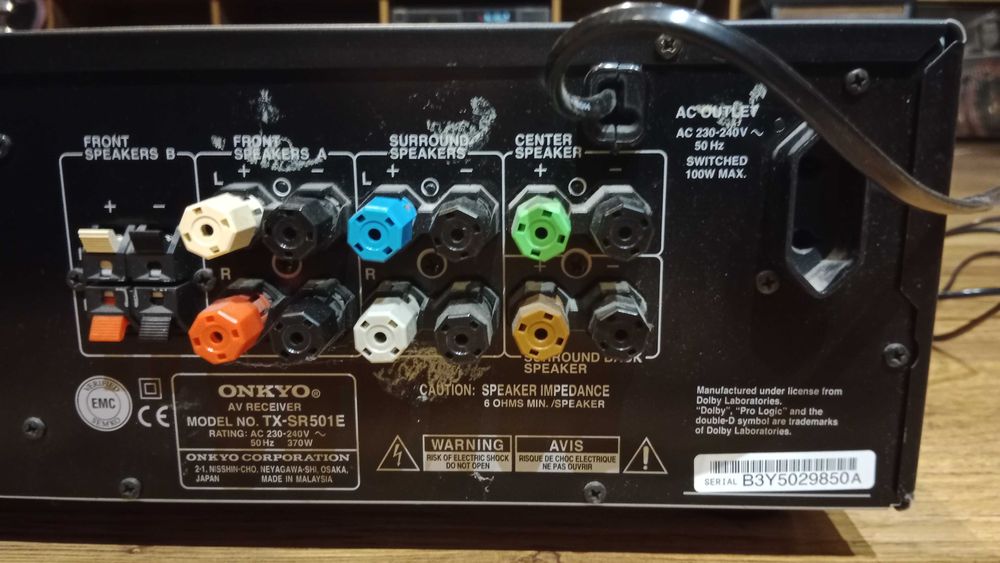 FRONT
SPEAKERS B
+ −
FRONT
SPEAKERS A
L + −
R
SURROUND
SPEAKERS
L + −
R
CENTER
SPEAKER
+ −
+ −
SURROUND BACK
SPEAKER
AC OUTLET
AC 230-240V ~
50 Hz
SWITCHED
100W MAX.
VERIFIED
EMC
SEMKO
CE
ONKYO®
AV RECEIVER
MODEL NO. TX-SR501E
RATING: AC 230-240V ~
50 Hz 370W
ONKYO CORPORATION
2-1, NISSHIN-CHO, NEYAGAWA-SHI, OSAKA,
JAPAN MADE IN MALAYSIA
CAUTION: SPEAKER IMPEDANCE
6 OHMS MIN. /SPEAKER
WARNING
RISK OF ELECTRIC SHOCK
DO NOT OPEN
AVIS
RISQUE DE CHOC ELECTRIQUE
NE PAS OUVRIR
Manufactured under license from
Dolby Laboratories.
"Dolby", "Pro Logic" and the
double-D symbol are trademarks
of Dolby Laboratories.
SERIAL B3Y5029850A